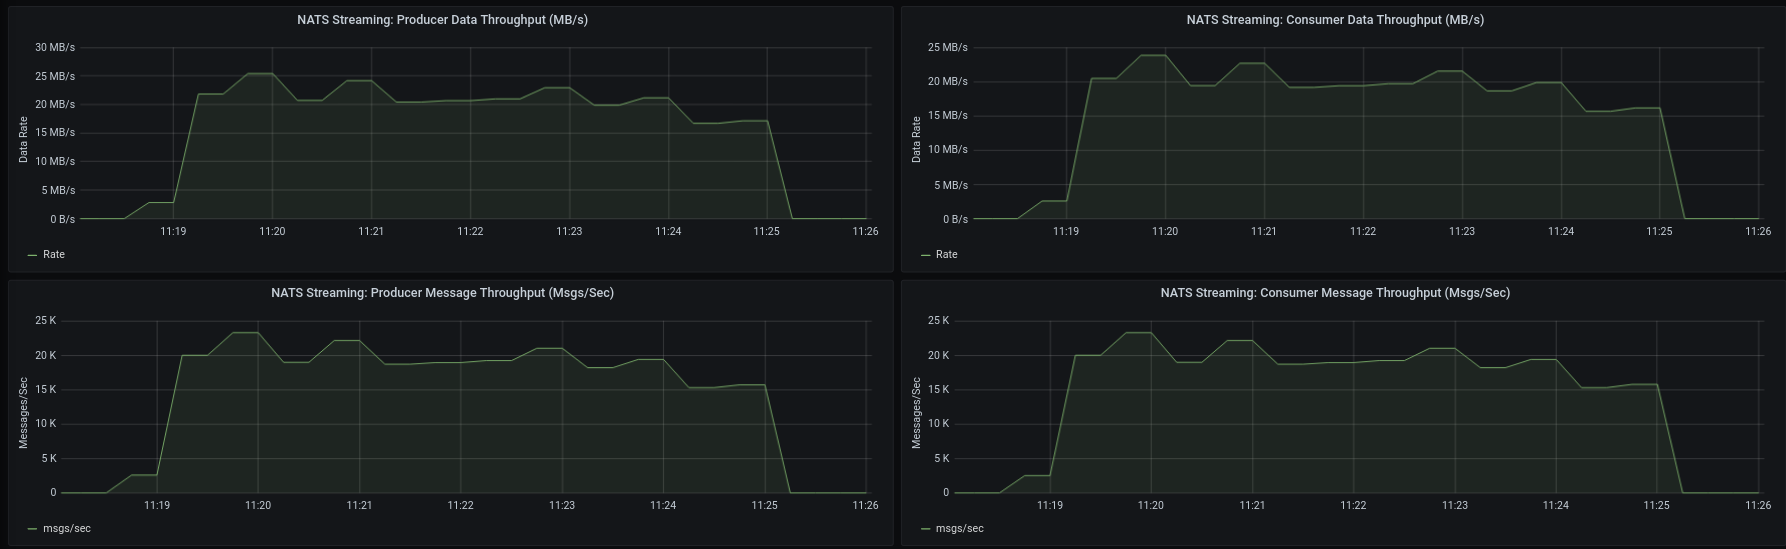 NATS Streaming: Producer Data Throughput (MB/s)
30 MB/s
25 MB/s
20 MB/s
15 MB/s
10 MB/s
5 MB/s
0 B/s
Data Rate
11:19 11:20 11:21 11:22 11:23 11:24 11:25 11:26
Rate
NATS Streaming: Consumer Data Throughput (MB/s)
25 MB/s
20 MB/s
15 MB/s
10 MB/s
5 MB/s
0 B/s
Data Rate
11:19 11:20 11:21 11:22 11:23 11:24 11:25 11:26
Rate
NATS Streaming: Producer Message Throughput (Msgs/Sec)
25 K
20 K
15 K
10 K
5 K
0
Messages/Sec
11:19 11:20 11:21 11:22 11:23 11:24 11:25 11:26
msgs/sec
NATS Streaming: Consumer Message Throughput (Msgs/Sec)
25 K
20 K
15 K
10 K
5 K
0
Messages/Sec
11:19 11:20 11:21 11:22 11:23 11:24 11:25 11:26
msgs/sec